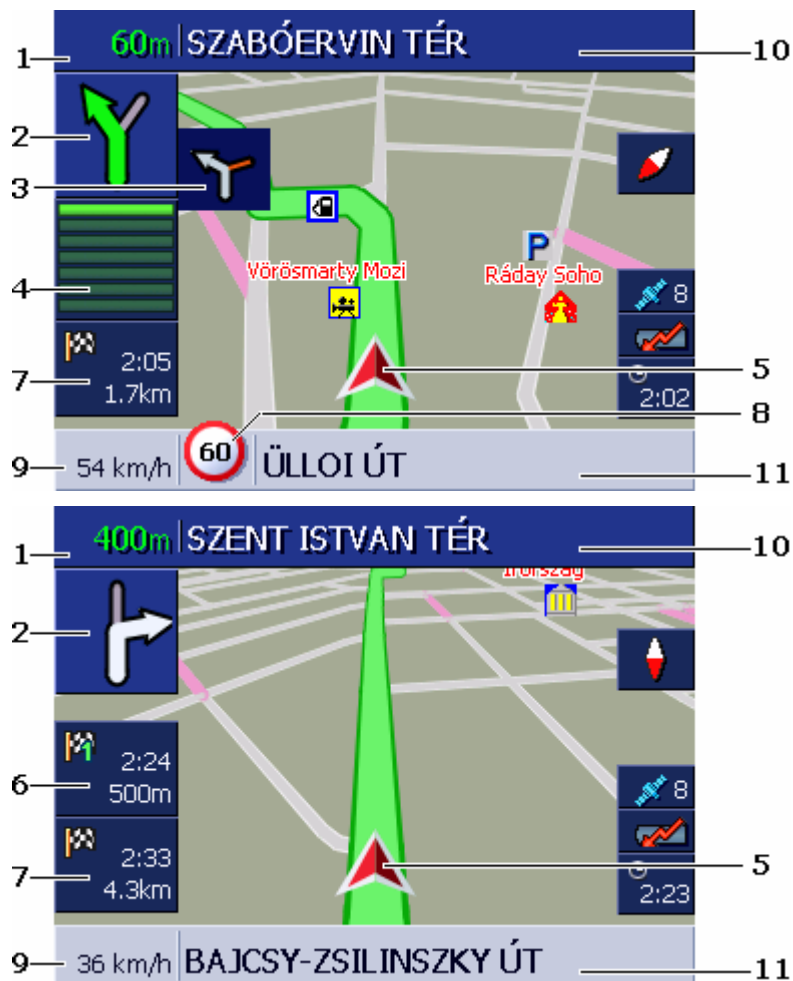 60m SZABÓERVIN TÉR
1
10
2
3
P
Vörösmarty Mozi
Ráday Soho
4
8
2:05
1.7km
7
5
2:02
8
60
9
54 km/h
ÜLLOI ÚT
11
400m SZENT ISTVAN TÉR
1
10
Írország
2
1
2:24
500m
6
8
2:33
4.3km
7
5
2:23
9
36 km/h
BAJCSY-ZSILINSZKY ÚT
11